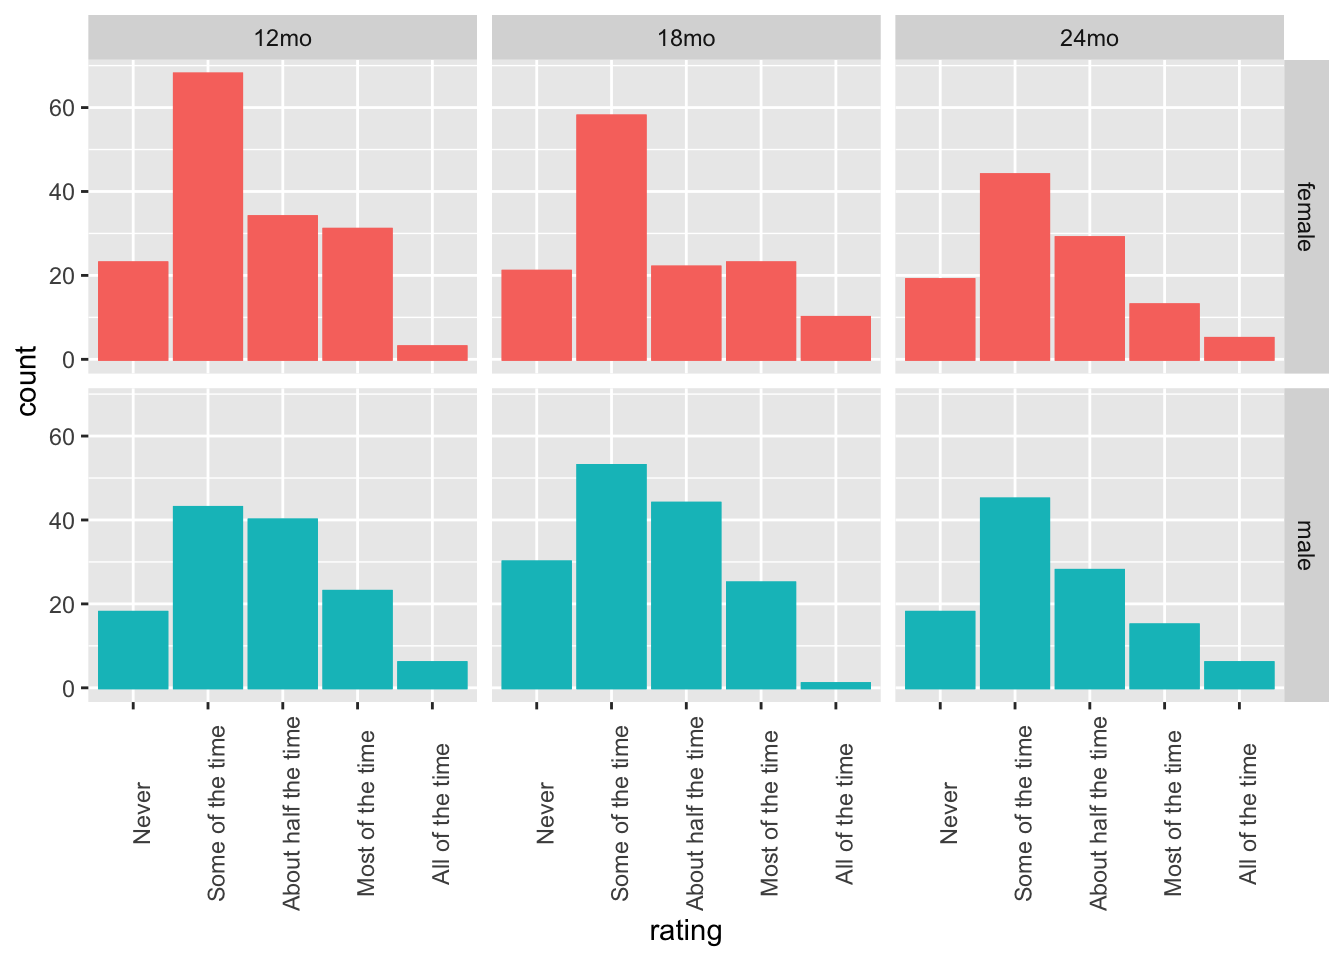 12mo
18mo
24mo
count
60
40
20
0
female
60
40
20
0
male
Never
Some of the time
About half the time
Most of the time
All of the time
Never
Some of the time
About half the time
Most of the time
All of the time
Never
Some of the time
About half the time
Most of the time
All of the time
rating